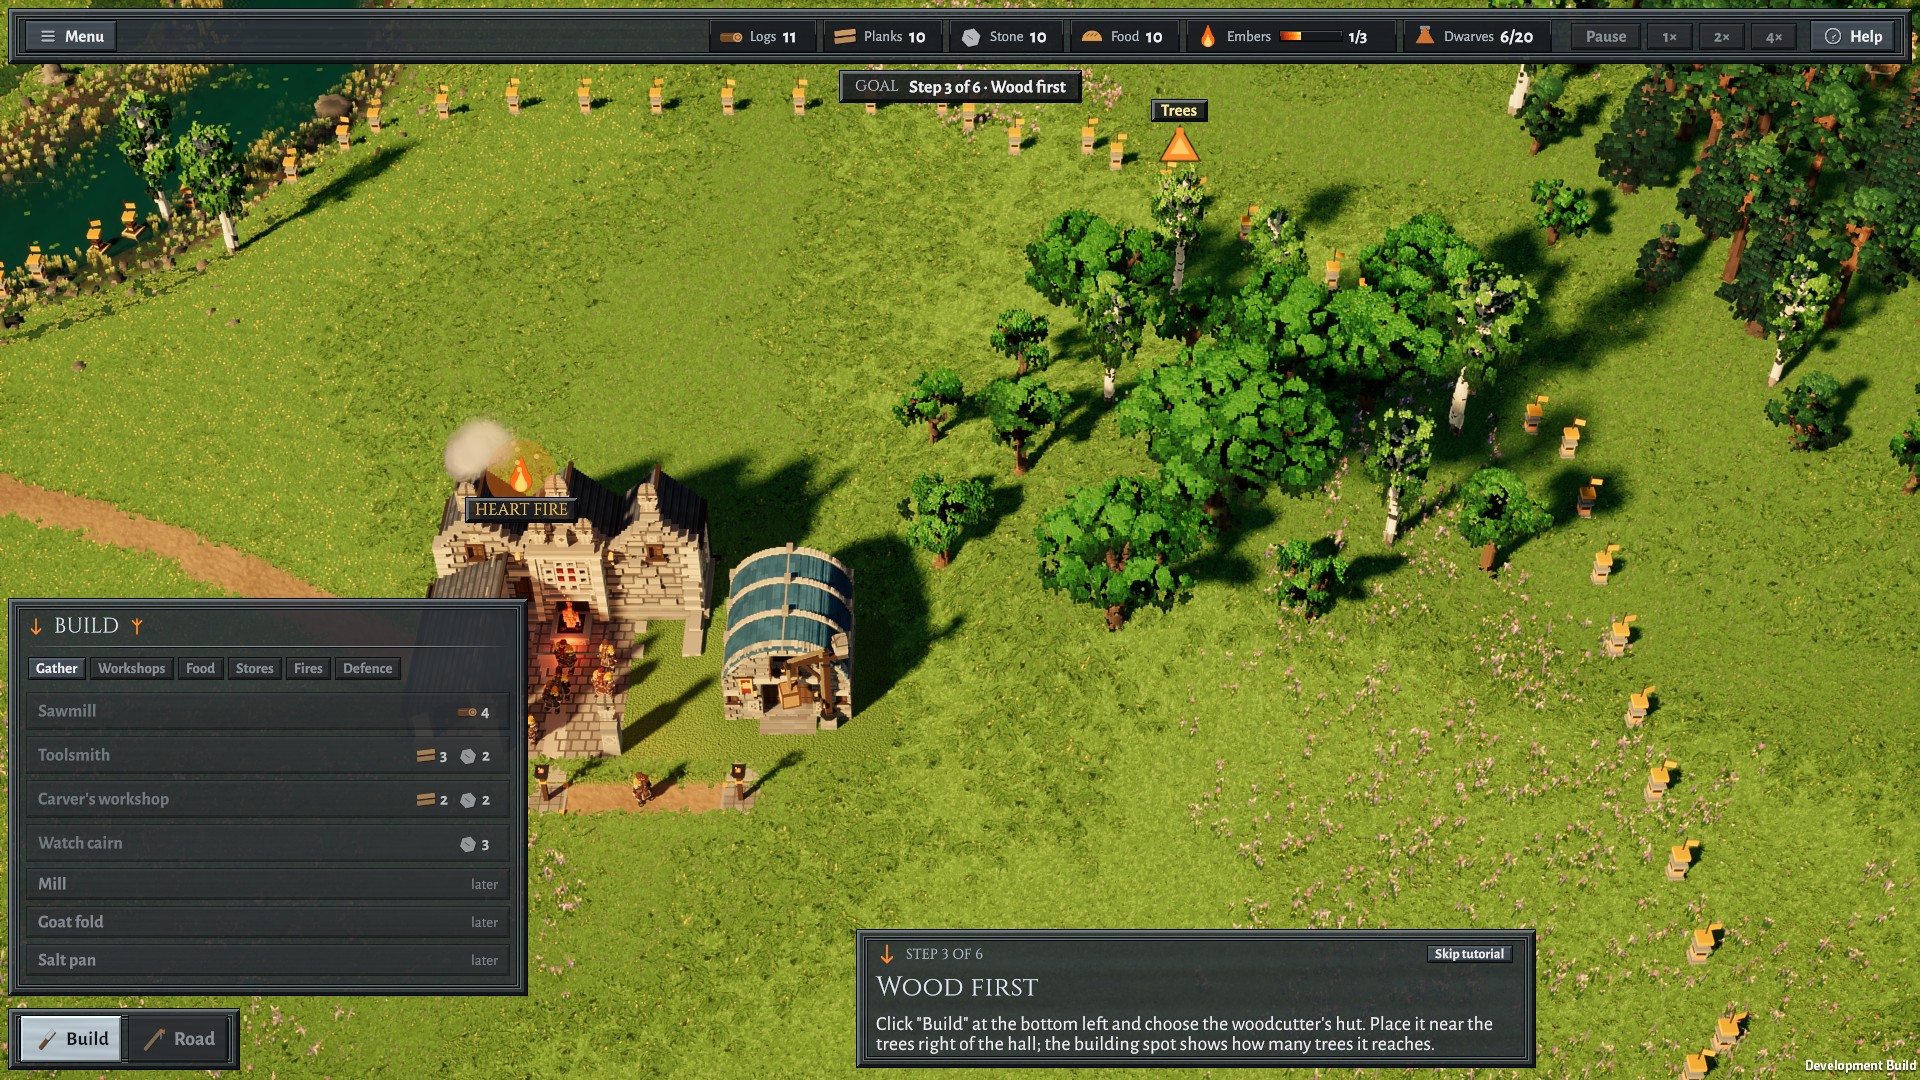 Menu
Logs 11
Planks 10
Stone 10
Food 10
Embers 1/3
Dwarves 6/20
Pause
1×
2×
4×
Help
GOAL Step 3 of 6 · Wood first
Trees
HEART FIRE
BUILD
Gather
Workshops
Food
Stores
Fires
Defence
Sawmill 4
Toolsmith 3 2
Carver's workshop 2 2
Watch cairn 3
Mill later
Goat fold later
Salt pan later
Build
Road
STEP 3 OF 6
Skip tutorial
WOOD FIRST
Click "Build" at the bottom left and choose the woodcutter's hut. Place it near the
trees right of the hall; the building spot shows how many trees it reaches.
Development Build